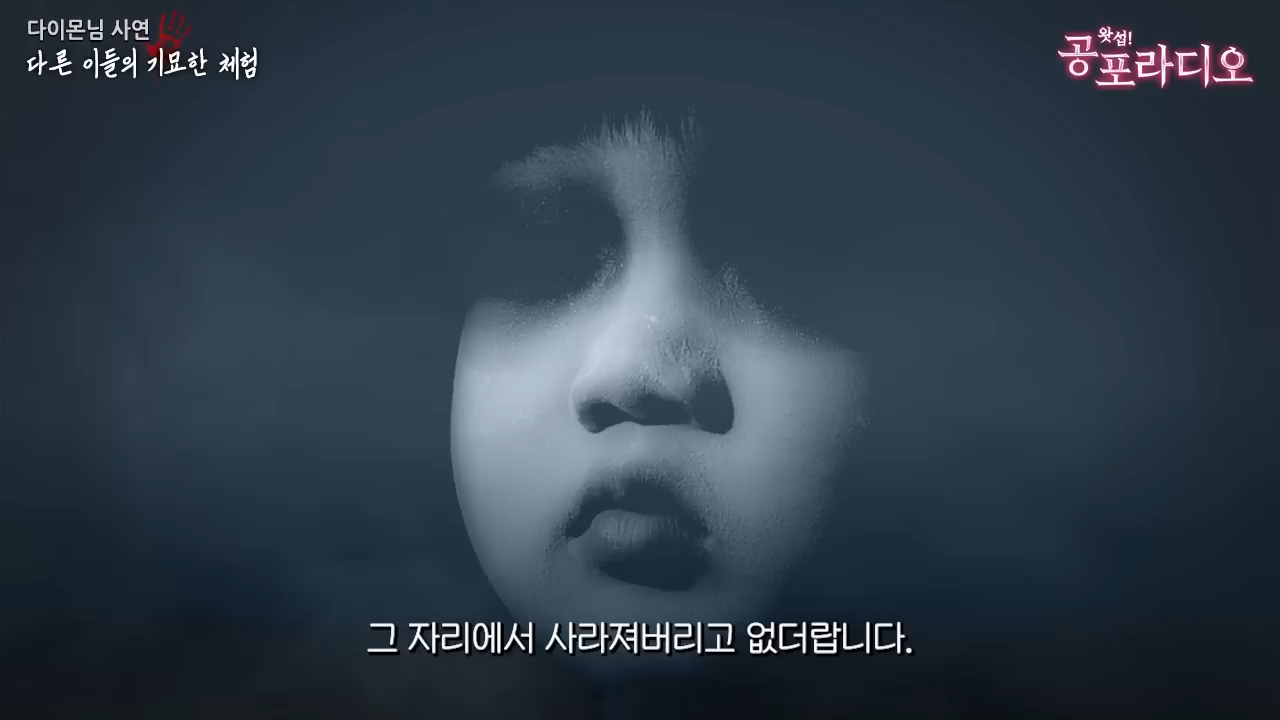 다이몬님 사연
다른 이들의 기묘한 체험
왓섭!
공포라디오
그 자리에서 사라져버리고 없더랍니다.